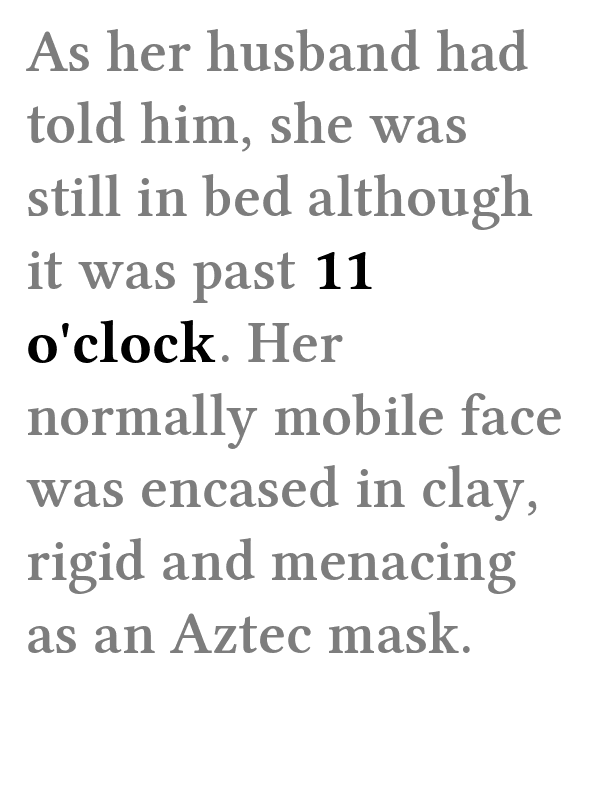 As her husband had
told him, she was
still in bed although
it was past 11
o'clock. Her
normally mobile face
was encased in clay,
rigid and menacing
as an Aztec mask.